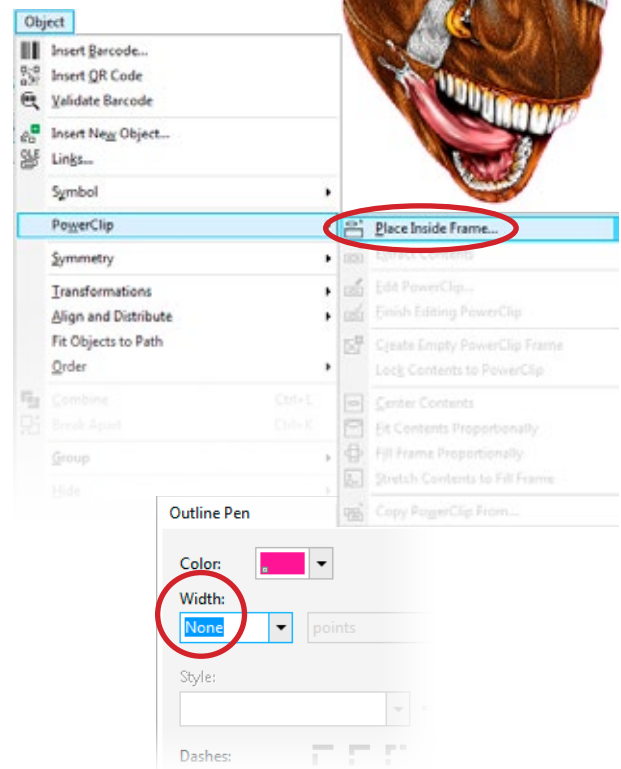 Object
Insert Barcode...
Insert QR Code
Validate Barcode
Insert New Object...
Links...
Symbol
PowerClip
Symmetry
Transformations
Align and Distribute
Fit Objects to Path
Order
Combine Ctrl+L
Break Apart Ctrl+K
Group
Hide
Place Inside Frame...
Extract Contents
Edit PowerClip...
Finish Editing PowerClip
Create Empty PowerClip Frame
Lock Contents to PowerClip
Center Contents
Fit Contents Proportionally
Fill Frame Proportionally
Stretch Contents to Fill Frame
Copy PowerClip From...
Outline Pen
Color:
Width:
None points
Style:
Dashes: